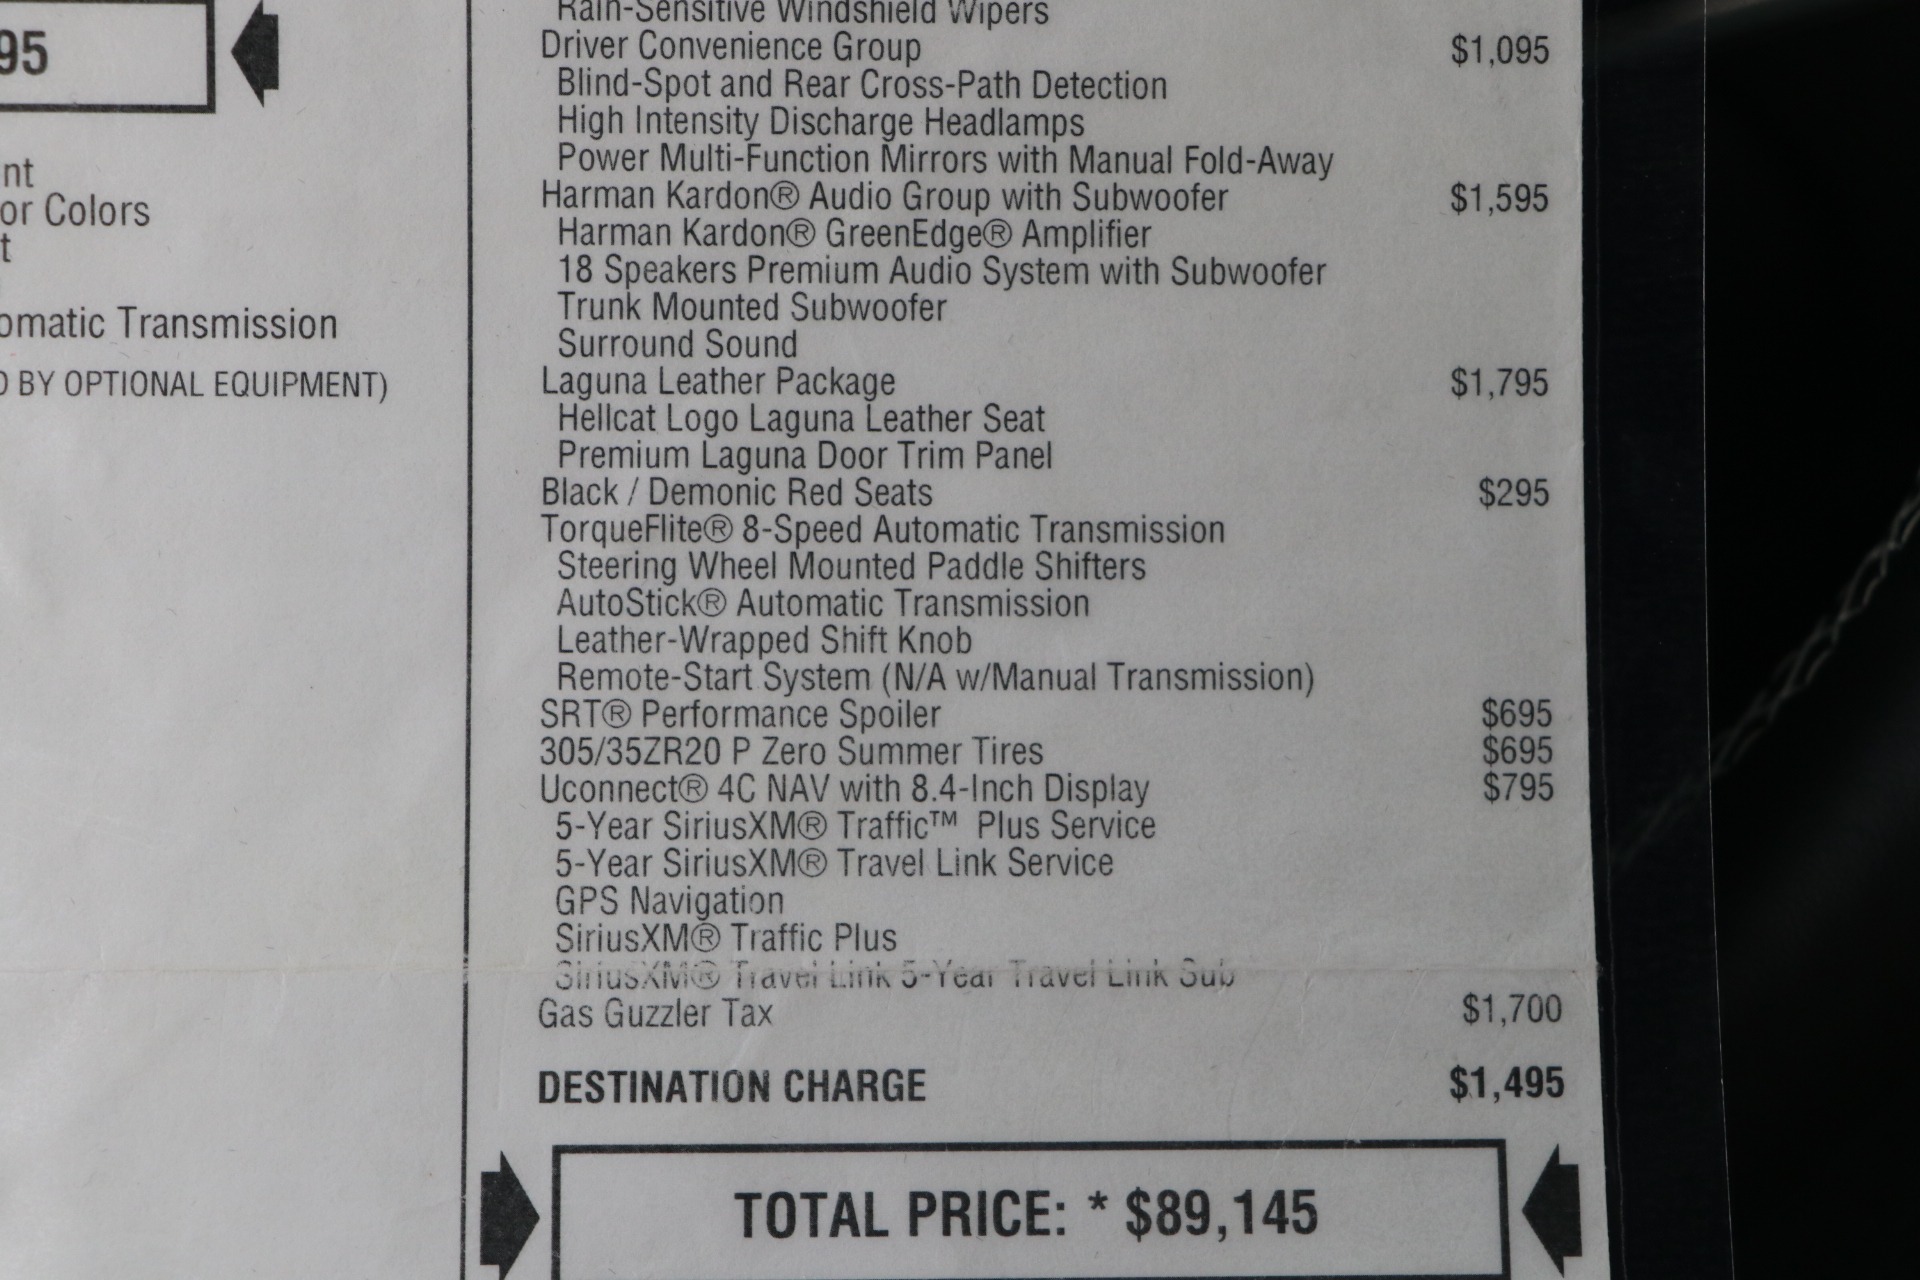 95
nt
or Colors
t
omatic Transmission
BY OPTIONAL EQUIPMENT)
Rain-Sensitive Windshield Wipers
Driver Convenience Group $1,095
Blind-Spot and Rear Cross-Path Detection
High Intensity Discharge Headlamps
Power Multi-Function Mirrors with Manual Fold-Away
Harman Kardon® Audio Group with Subwoofer $1,595
Harman Kardon® GreenEdge® Amplifier
18 Speakers Premium Audio System with Subwoofer
Trunk Mounted Subwoofer
Surround Sound
Laguna Leather Package $1,795
Hellcat Logo Laguna Leather Seat
Premium Laguna Door Trim Panel
Black / Demonic Red Seats $295
TorqueFlite® 8-Speed Automatic Transmission
Steering Wheel Mounted Paddle Shifters
AutoStick® Automatic Transmission
Leather-Wrapped Shift Knob
Remote-Start System (N/A w/Manual Transmission)
SRT® Performance Spoiler $695
305/35ZR20 P Zero Summer Tires $695
Uconnect® 4C NAV with 8.4-Inch Display $795
5-Year SiriusXM® Traffic™ Plus Service
5-Year SiriusXM® Travel Link Service
GPS Navigation
SiriusXM® Traffic Plus
SiriusXM® Travel Link 5-Year Travel Link Sub
Gas Guzzler Tax $1,700
DESTINATION CHARGE $1,495
TOTAL PRICE: * $89,145